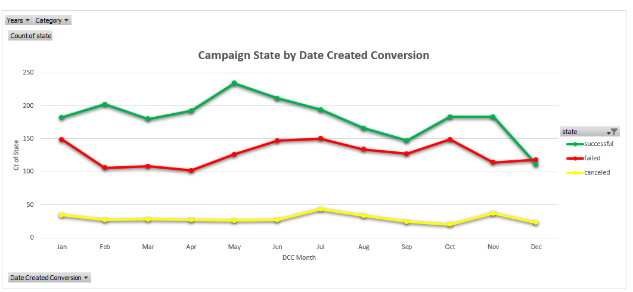 Years Category
Count of state
Campaign State by Date Created Conversion
250
200
150
100
50
0
Ct of State
Jan Feb Mar Apr May Jun Jul Aug Sep Oct Nov Dec
DCC Month
state
successful
failed
canceled
Date Created Conversion